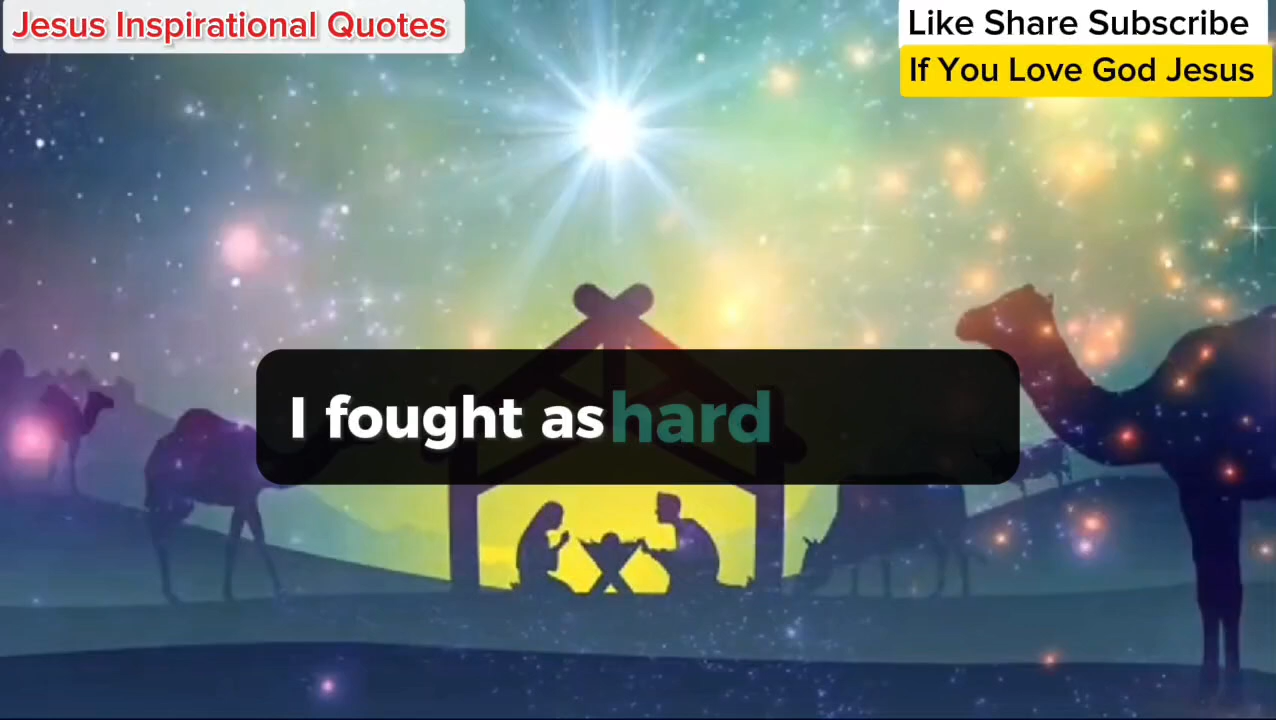 Jesus Inspirational Quotes
Like Share Subscribe
If You Love God Jesus
I fought as hard